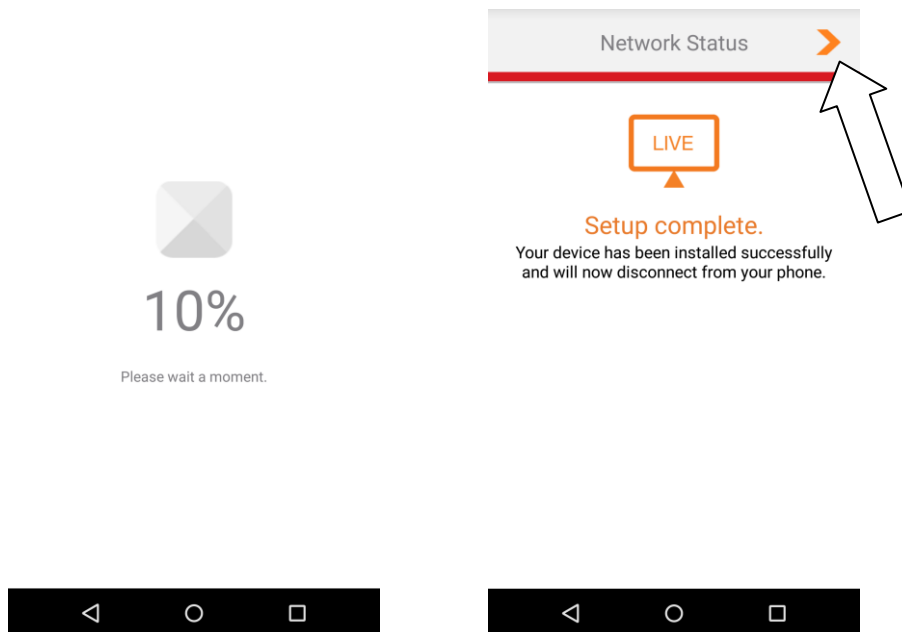 10%
Please wait a moment.
Network Status
LIVE
Setup complete.
Your device has been installed successfully
and will now disconnect from your phone.